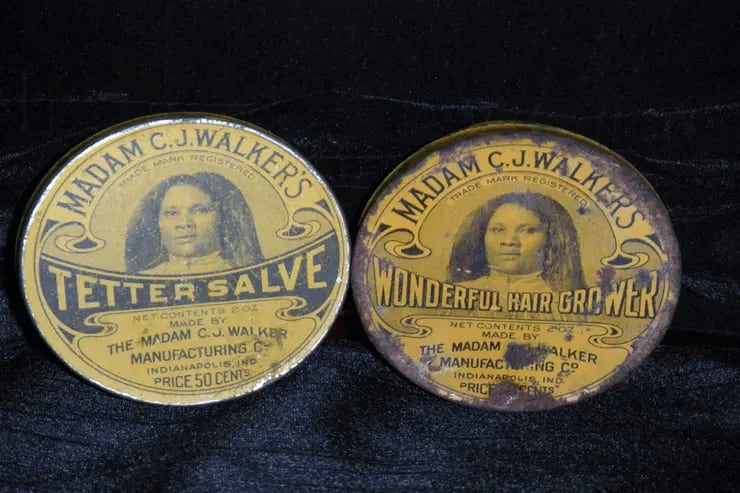 MADAM C.J. WALKER'S
TRADE MARK REGISTERED
TETTER SALVE
NET CONTENTS 2 OZ
MADE BY
THE MADAM C.J. WALKER
MANUFACTURING Cº
INDIANAPOLIS, IND.
PRICE 50 CENTS
MADAM C.J. WALKER'S
TRADE MARK REGISTERED
WONDERFUL HAIR GROWER
NET CONTENTS 2 OZ
MADE BY
THE MADAM WALKER
MANUFACTURING Cº
INDIANAPOLIS, IND.
PRICE CENTS